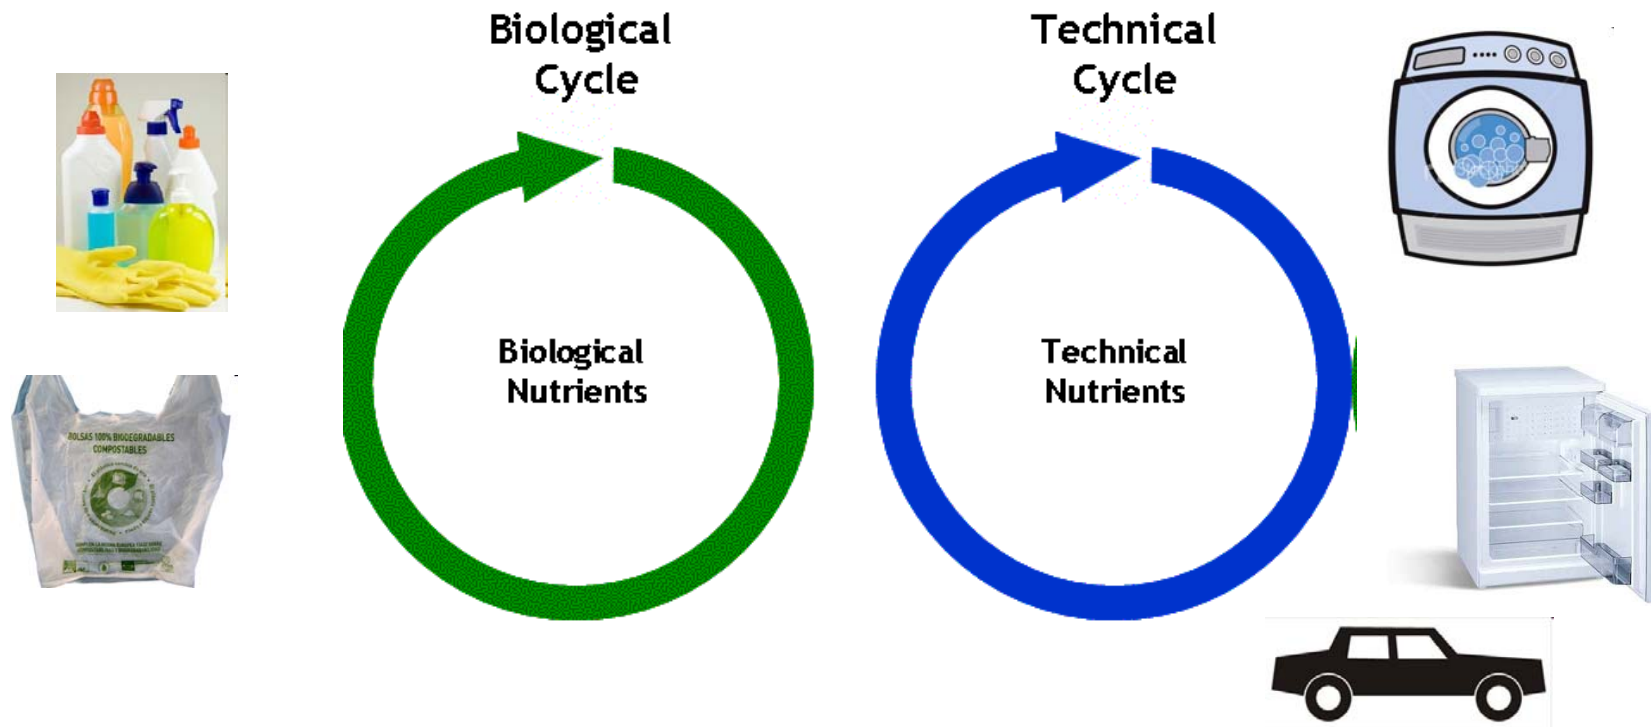 Biological
Cycle
Technical
Cycle
Biological
Nutrients
Technical
Nutrients
BOLSAS 100% BIODEGRADABLES
COMPOSTABLES